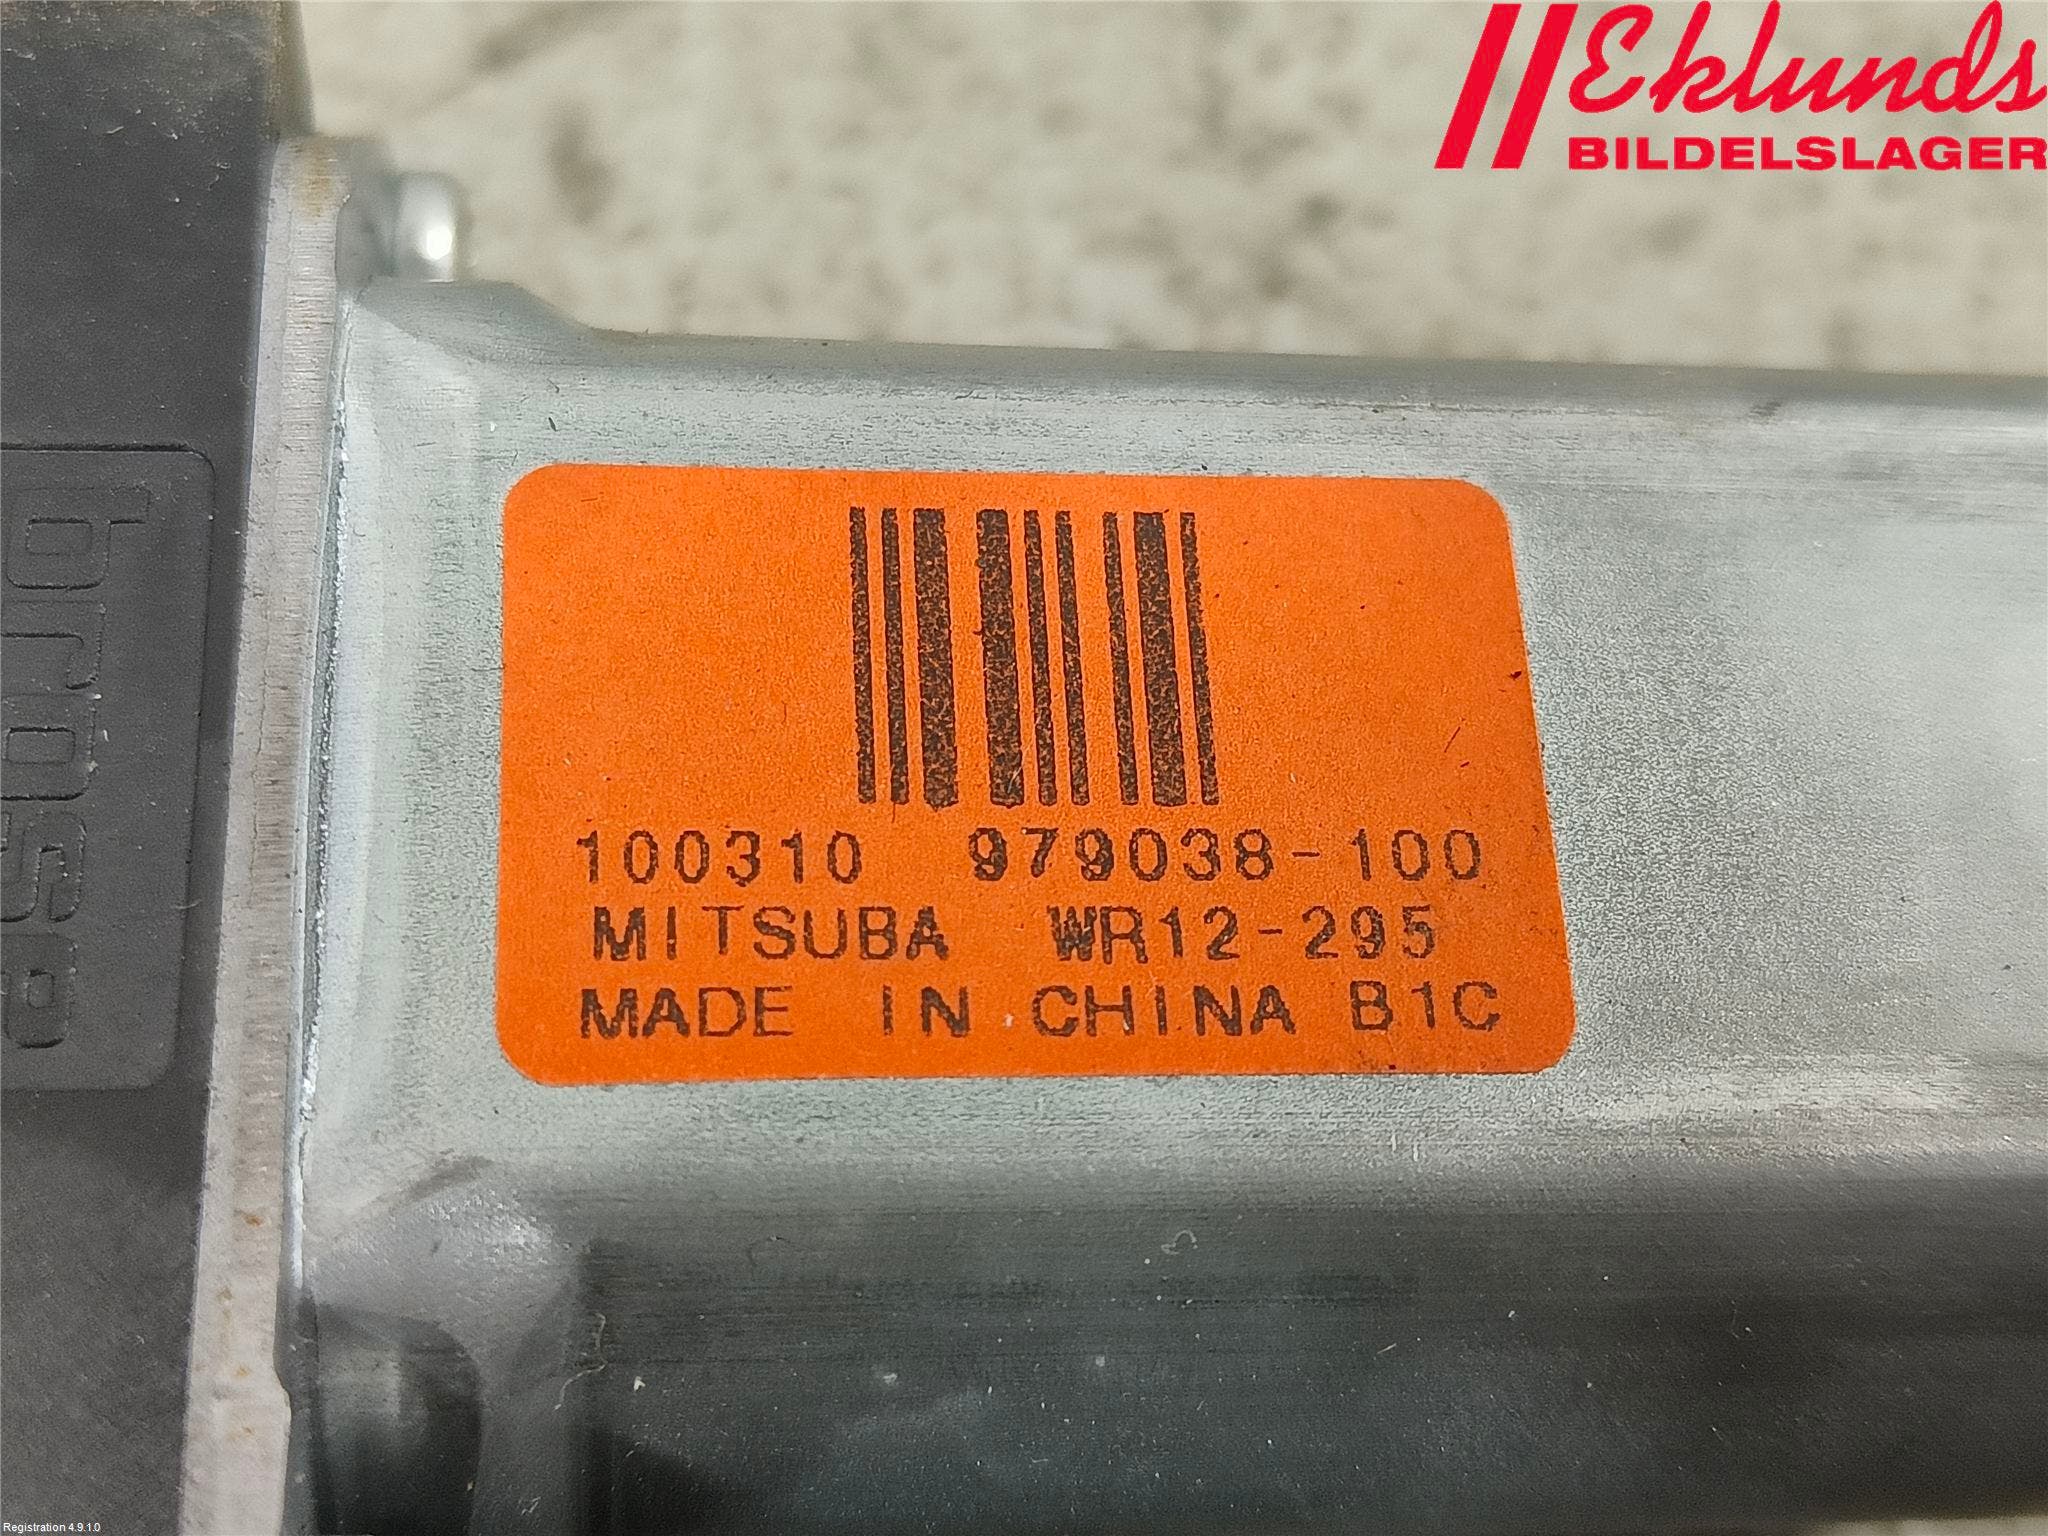 Eklunds
BILDELSLAGER
brose
100310 979038-100
MITSUBA WR12-295
MADE IN CHINA B1C
Registration 4.9.1.0